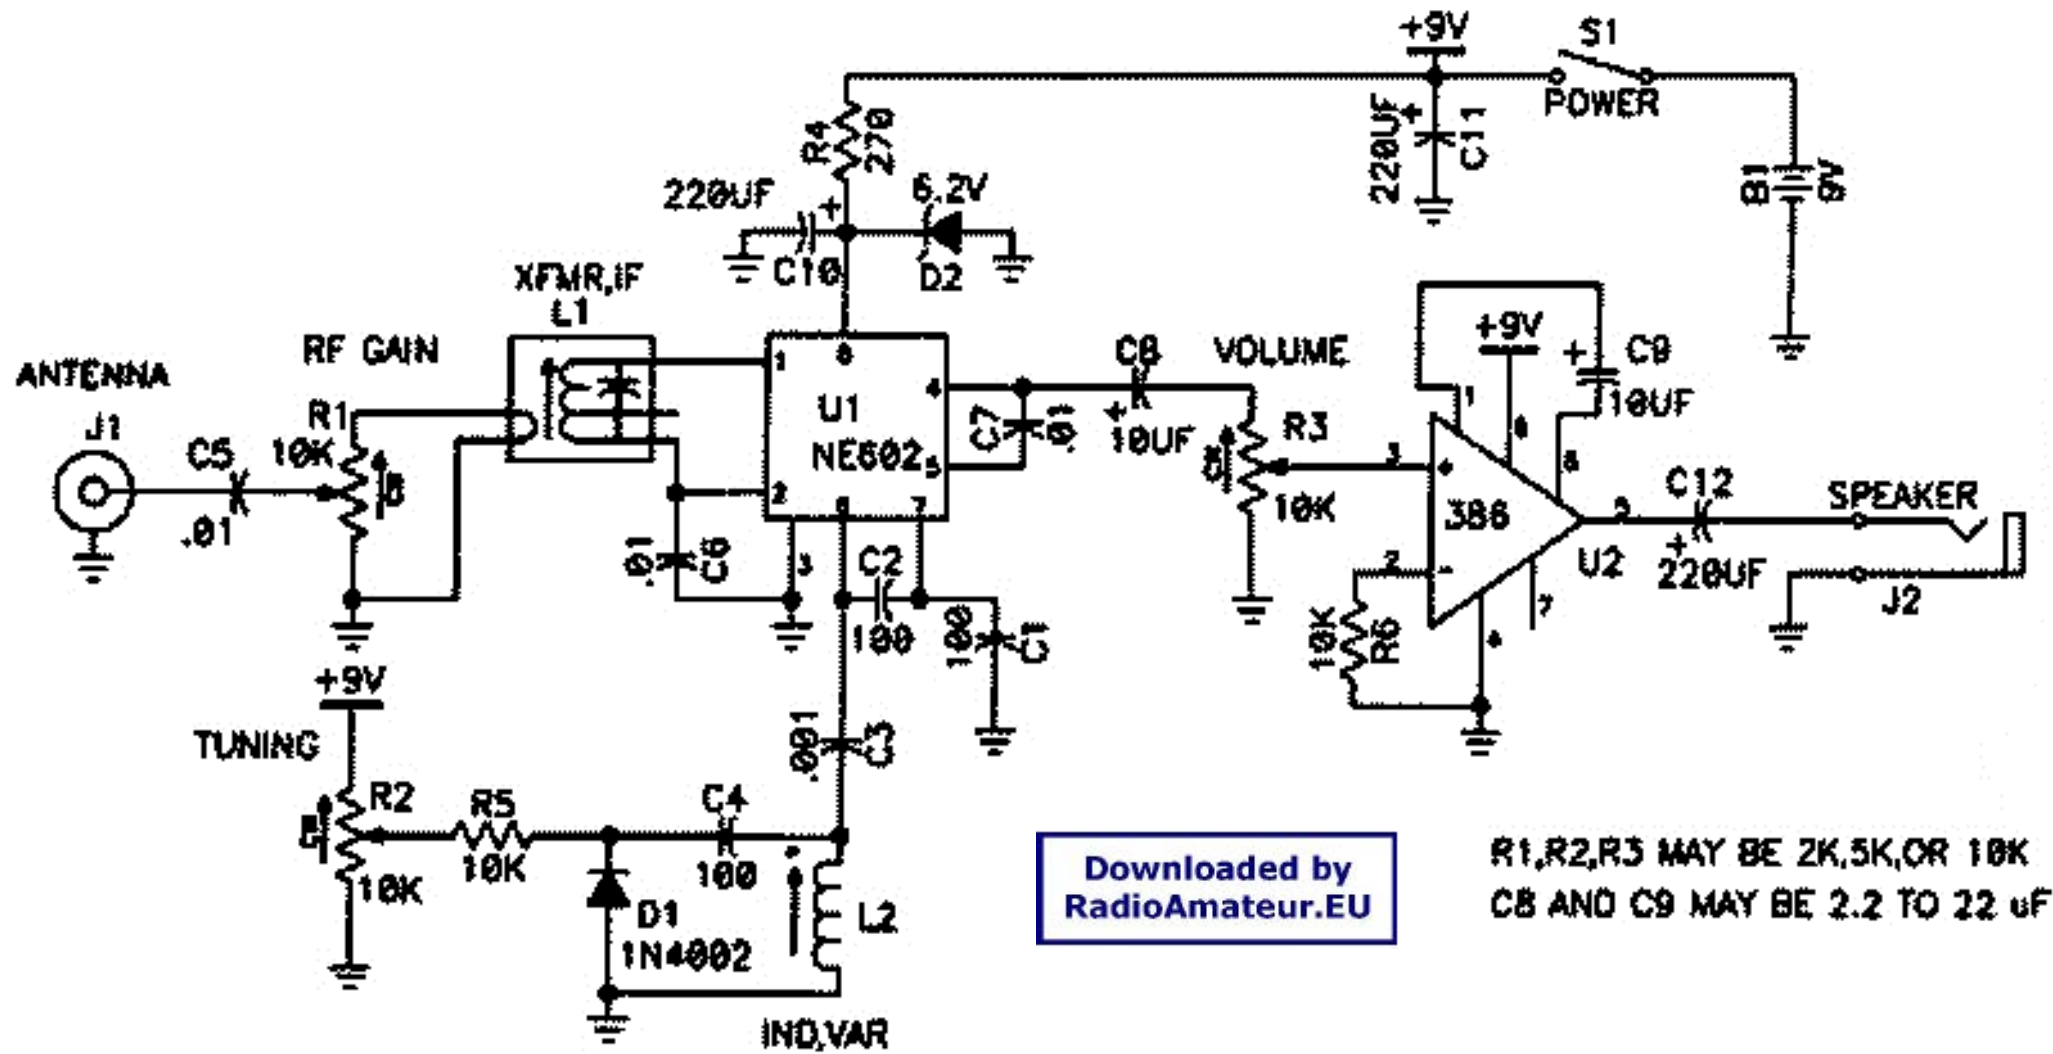 +9V
S1
POWER
220UF
+
C11
B1
9V
R4
270
220UF
+
C10
6.2V
D2
XFMR,IF
L1
RF GAIN
ANTENNA
J1
C5
.01
R1
10K
CW
1
8
U1
NE602
4
5
2
6
7
3
.01
C6
C7
.01
C8
+
10UF
VOLUME
R3
10K
CW
+9V
+
C9
10UF
1
6
8
3
+
386
2
-
5
U2
4
7
10K
R6
C12
+
220UF
SPEAKER
J2
C2
100
100
C1
.001
C3
+9V
TUNING
R2
10K
CW
R5
10K
C4
100
D1
1N4002
L2
IND,VAR
Downloaded by
RadioAmateur.EU
R1,R2,R3 MAY BE 2K,5K,OR 10K
C8 AND C9 MAY BE 2.2 TO 22 uF